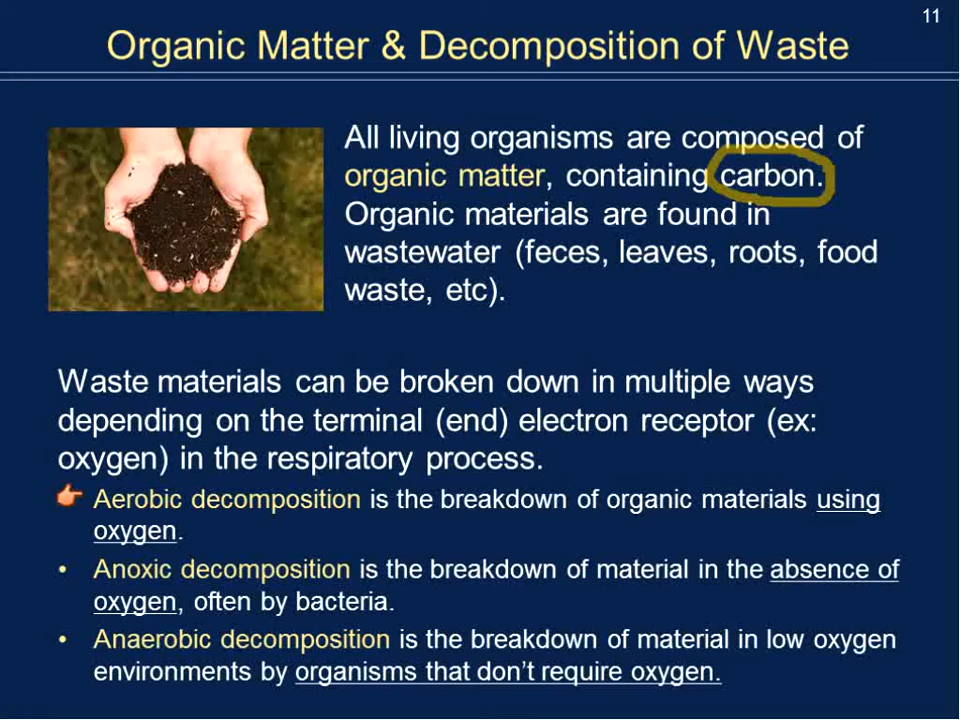 11
Organic Matter & Decomposition of Waste
All living organisms are composed of
organic matter, containing carbon.
Organic materials are found in
wastewater (feces, leaves, roots, food
waste, etc).
Waste materials can be broken down in multiple ways
depending on the terminal (end) electron receptor (ex:
oxygen) in the respiratory process.
Aerobic decomposition is the breakdown of organic materials using
oxygen.
• Anoxic decomposition is the breakdown of material in the absence of
oxygen, often by bacteria.
• Anaerobic decomposition is the breakdown of material in low oxygen
environments by organisms that don't require oxygen.